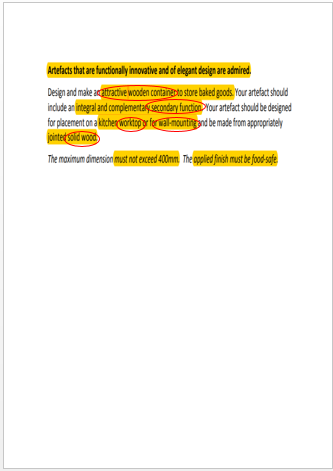 Artefacts that are functionally innovative and of elegant design are admired.
Design and make an attractive wooden container to store baked goods. Your artefact should
include an integral and complementary secondary function. Your artefact should be designed
for placement on a kitchen worktop or for wall-mounting and be made from appropriately
jointed solid wood.
The maximum dimension must not exceed 400mm. The applied finish must be food-safe.